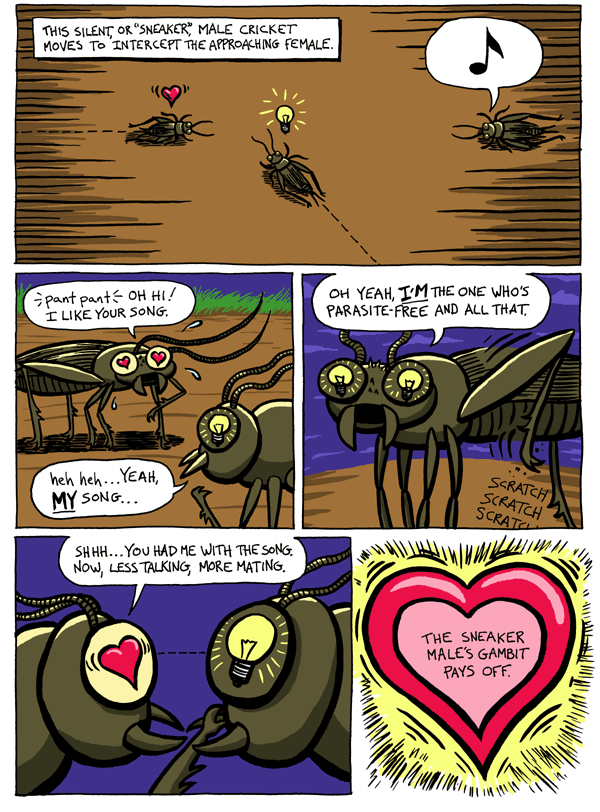 THIS SILENT, OR "SNEAKER," MALE CRICKET
MOVES TO INTERCEPT THE APPROACHING FEMALE.
pant pant OH HI!
I LIKE YOUR SONG.
heh heh...YEAH,
MY SONG...
OH YEAH, I'M THE ONE WHO'S
PARASITE-FREE AND ALL THAT.
SCRATCH
SCRATCH
SCRATCH
SHHH...YOU HAD ME WITH THE SONG.
NOW, LESS TALKING, MORE MATING.
THE SNEAKER
MALE'S GAMBIT
PAYS OFF.